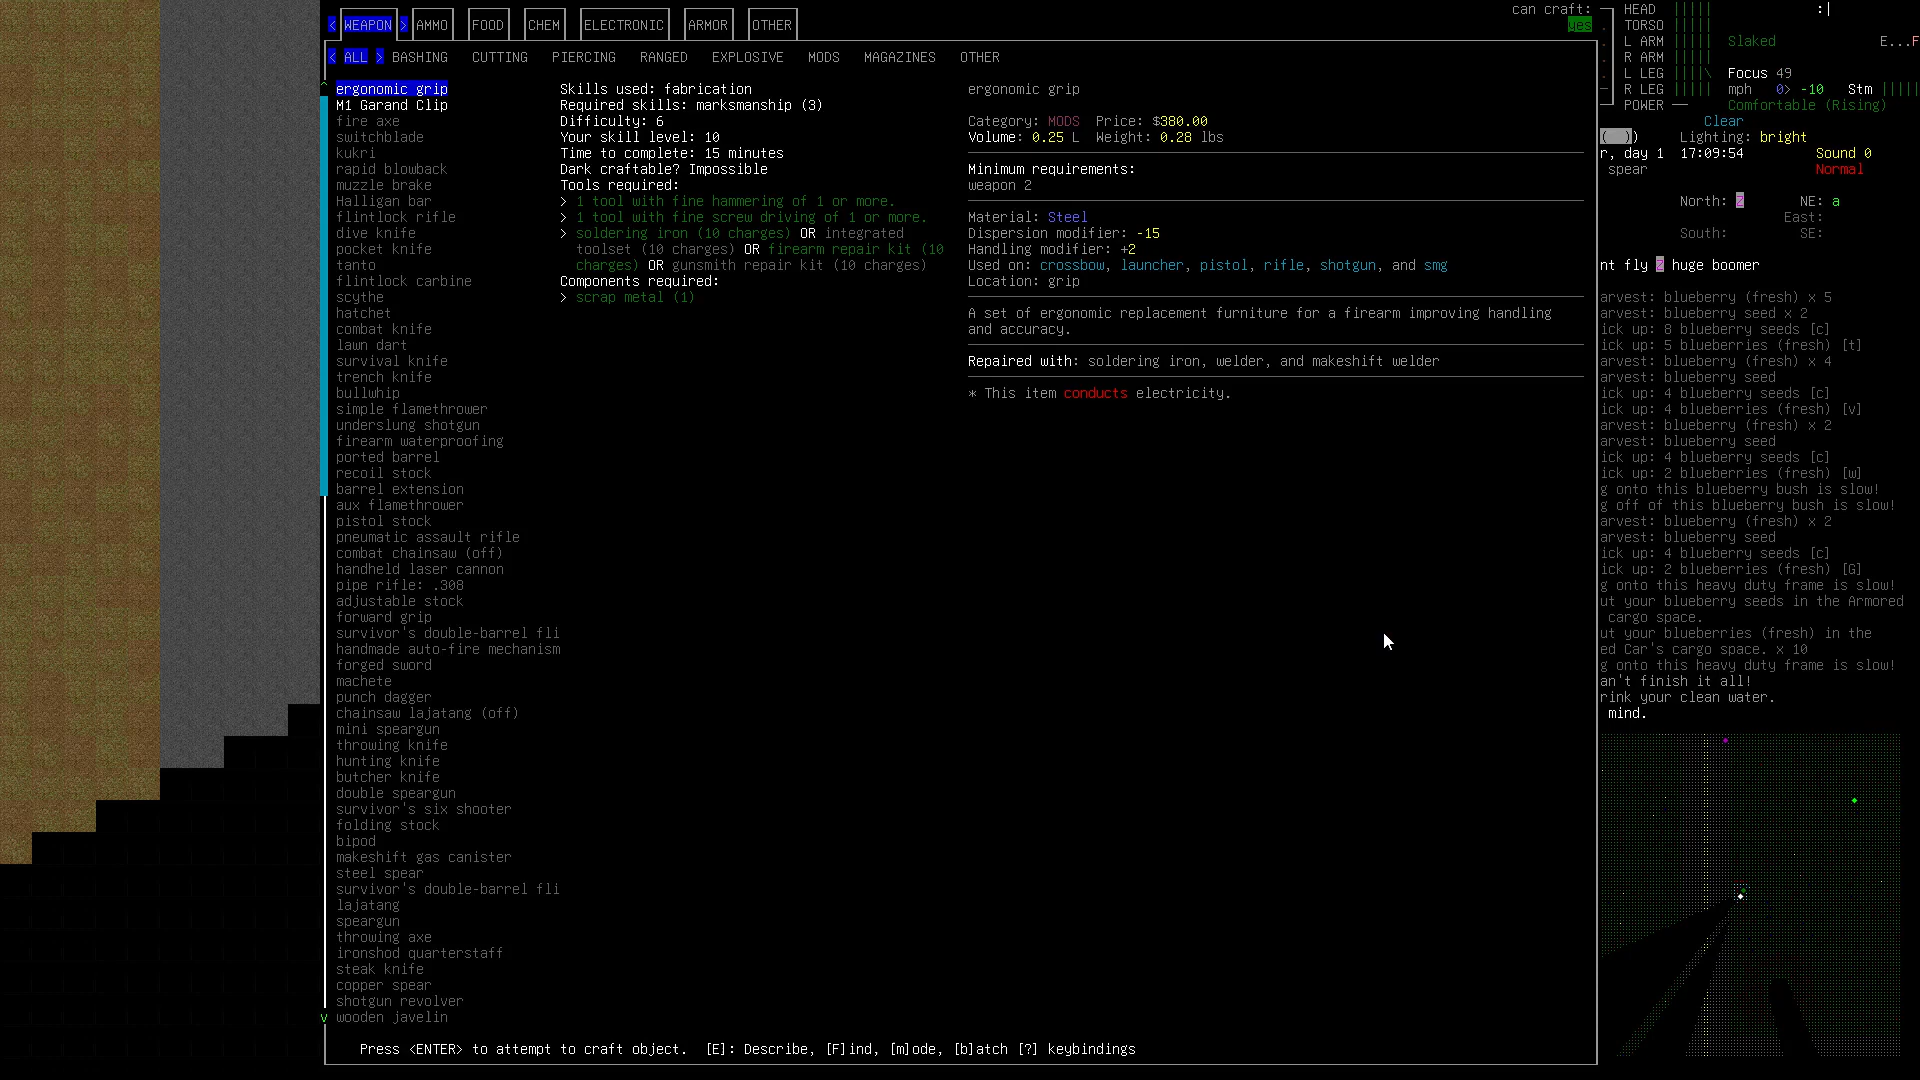 < WEAPON > AMMO FOOD CHEM ELECTRONIC ARMOR OTHER
can craft:
yes
< ALL > BASHING CUTTING PIERCING RANGED EXPLOSIVE MODS MAGAZINES OTHER
ergonomic grip
M1 Garand Clip
fire axe
switchblade
kukri
rapid blowback
muzzle brake
Halligan bar
flintlock rifle
dive knife
pocket knife
tanto
flintlock carbine
scythe
hatchet
combat knife
lawn dart
survival knife
trench knife
bullwhip
simple flamethrower
underslung shotgun
firearm waterproofing
ported barrel
recoil stock
barrel extension
aux flamethrower
pistol stock
pneumatic assault rifle
combat chainsaw (off)
handheld laser cannon
pipe rifle: .308
adjustable stock
forward grip
survivor's double-barrel fli
handmade auto-fire mechanism
forged sword
machete
punch dagger
chainsaw lajatang (off)
mini speargun
throwing knife
hunting knife
butcher knife
double speargun
survivor's six shooter
folding stock
bipod
makeshift gas canister
steel spear
survivor's double-barrel fli
lajatang
speargun
throwing axe
ironshod quarterstaff
steak knife
copper spear
shotgun revolver
v wooden javelin
Skills used: fabrication
Required skills: marksmanship (3)
Difficulty: 6
Your skill level: 10
Time to complete: 15 minutes
Dark craftable? Impossible
Tools required:
> 1 tool with fine hammering of 1 or more.
> 1 tool with fine screw driving of 1 or more.
> soldering iron (10 charges) OR integrated
toolset (10 charges) OR firearm repair kit (10
charges) OR gunsmith repair kit (10 charges)
Components required:
> scrap metal (1)
ergonomic grip
Category: MODS Price: $380.00
Volume: 0.25 L Weight: 0.28 lbs
Minimum requirements:
weapon 2
Material: Steel
Dispersion modifier: -15
Handling modifier: +2
Used on: crossbow, launcher, pistol, rifle, shotgun, and smg
Location: grip
A set of ergonomic replacement furniture for a firearm improving handling
and accuracy.
Repaired with: soldering iron, welder, and makeshift welder
* This item conducts electricity.
Press <ENTER> to attempt to craft object. [E]: Describe, [F]ind, [m]ode, [b]atch [?] keybindings
HEAD ||||| :|
TORSO |||||
L ARM ||||| Slaked E...F
R ARM |||||
L LEG ||||\ Focus 49
R LEG ||||| mph 0> -10 Stm |||||
POWER -- Comfortable (Rising)
Clear
Lighting: bright
r, day 1 17:09:54 Sound 0
spear Normal
North: Z NE: a
East:
South: SE:
nt fly Z huge boomer
arvest: blueberry (fresh) x 5
arvest: blueberry seed x 2
ick up: 8 blueberry seeds [c]
ick up: 5 blueberries (fresh) [t]
arvest: blueberry (fresh) x 4
arvest: blueberry seed
ick up: 4 blueberry seeds [c]
ick up: 4 blueberries (fresh) [v]
arvest: blueberry (fresh) x 2
arvest: blueberry seed
ick up: 4 blueberry seeds [c]
ick up: 2 blueberries (fresh) [w]
g onto this blueberry bush is slow!
g off of this blueberry bush is slow!
arvest: blueberry (fresh) x 2
arvest: blueberry seed
ick up: 4 blueberry seeds [c]
ick up: 2 blueberries (fresh) [G]
g onto this heavy duty frame is slow!
ut your blueberry seeds in the Armored
cargo space.
ut your blueberries (fresh) in the
ed Car's cargo space. x 10
g onto this heavy duty frame is slow!
an't finish it all!
rink your clean water.
mind.